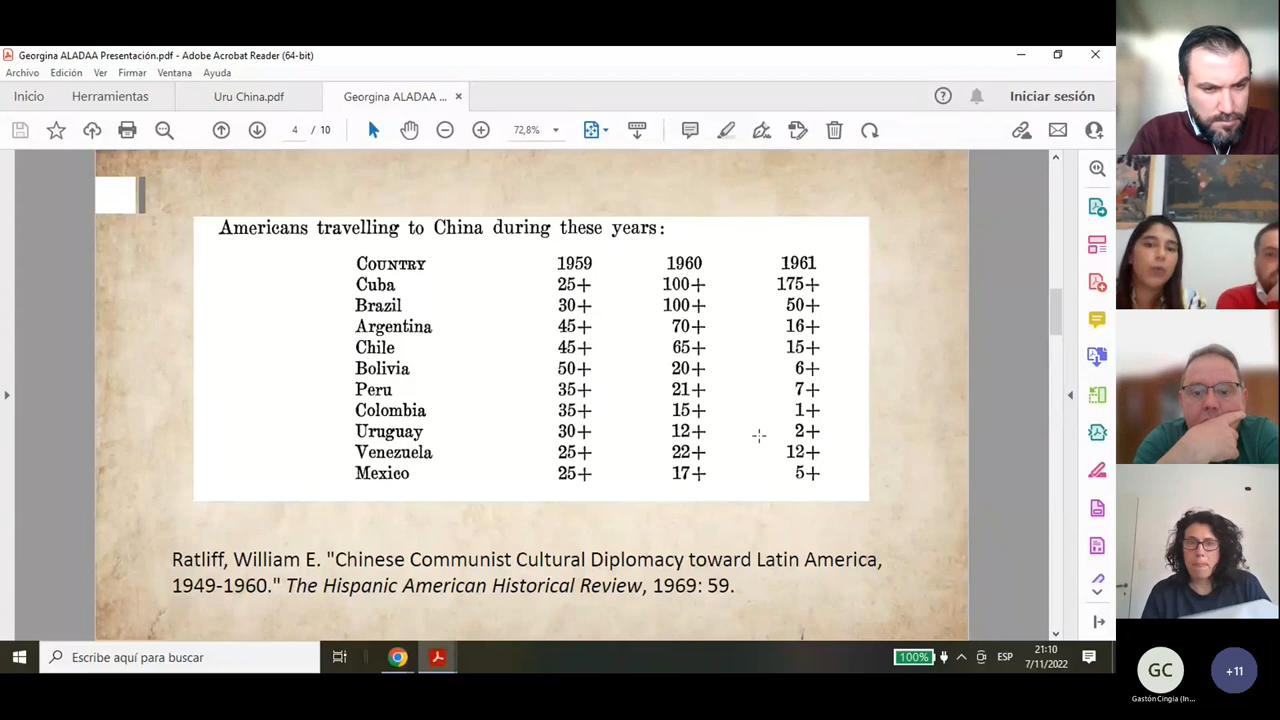 Georgina ALADAA Presentación.pdf - Adobe Acrobat Reader (64-bit)
Archivo Edición Ver Firmar Ventana Ayuda
Inicio Herramientas Uru China.pdf Georgina ALADAA ... Iniciar sesión
4 / 10 72,8%
Americans travelling to China during these years:
COUNTRY 1959 1960 1961
Cuba 25+ 100+ 175+
Brazil 30+ 100+ 50+
Argentina 45+ 70+ 16+
Chile 45+ 65+ 15+
Bolivia 50+ 20+ 6+
Peru 35+ 21+ 7+
Colombia 35+ 15+ 1+
Uruguay 30+ 12+ 2+
Venezuela 25+ 22+ 12+
Mexico 25+ 17+ 5+
Ratliff, William E. "Chinese Communist Cultural Diplomacy toward Latin America,
1949-1960." The Hispanic American Historical Review, 1969: 59.
Escribe aquí para buscar
100% ESP 21:10
7/11/2022
GC +11
Gastón Cingia (In...